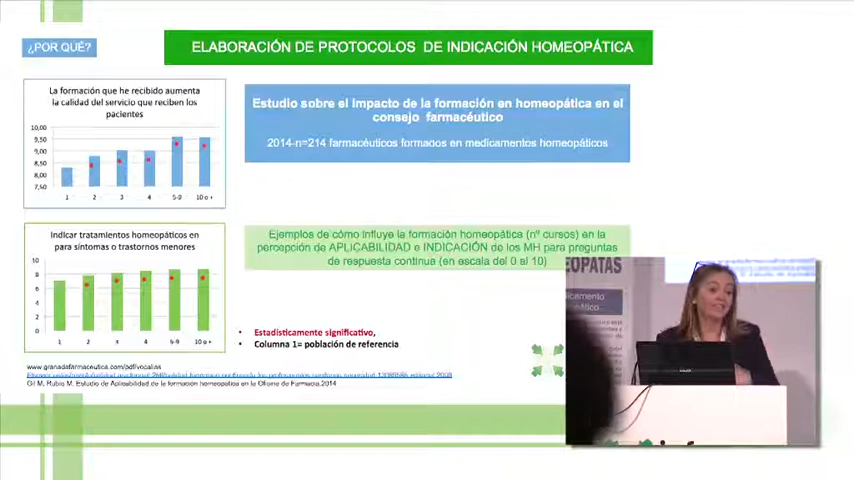 ¿POR QUÉ?
ELABORACIÓN DE PROTOCOLOS DE INDICACIÓN HOMEOPÁTICA
La formación que he recibido aumenta
la calidad del servicio que reciben los
pacientes
10,00
9,50
9,00
8,50
8,00
7,50
1 2 3 4 5-9 10 o +
Estudio sobre el impacto de la formación en homeopática en el
consejo farmacéutico
2014-n=214 farmacéuticos formados en medicamentos homeopáticos
Indicar tratamientos homeopáticos en
para síntomas o trastornos menores
10
8
6
4
2
0
1 2 4 10 o +
Ejemplos de cómo influye la formación homeopática (nº cursos) en la
percepción de APLICABILIDAD e INDICACIÓN de los MH para preguntas
de respuesta continua (en escala del 0 al 10)
• Estadísticamente significativo,
• Columna 1= población de referencia
www.granadafarmaceutica.com/pdf/vocalias
Gil M, Rubio M. Estudio de Aplicabilidad de la formación homeopática en la Oficina de Farmacia.2014
EOPATAS